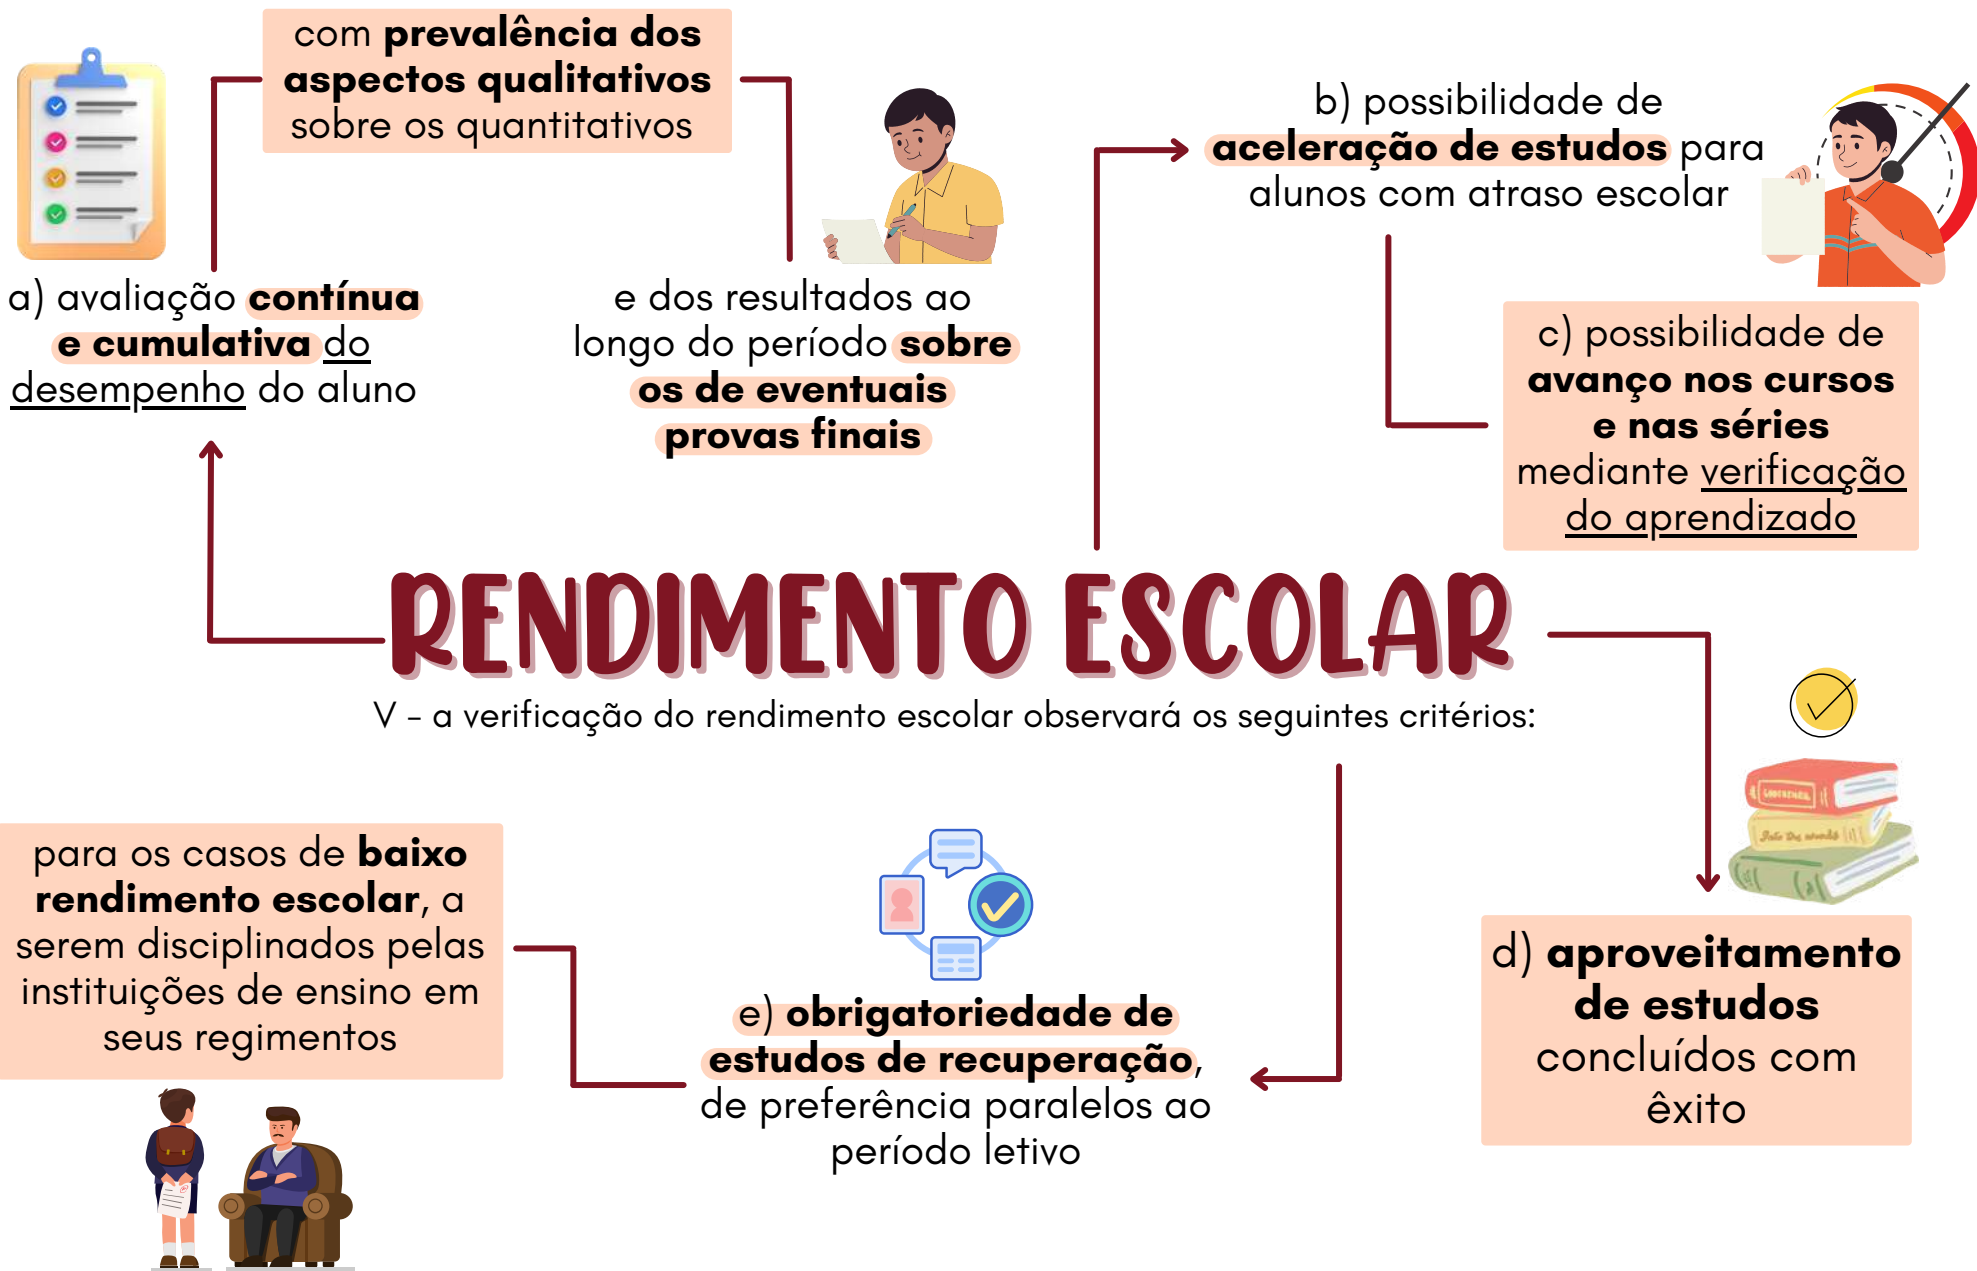 com prevalência dos
aspectos qualitativos
sobre os quantitativos
a) avaliação contínua
e cumulativa do
desempenho do aluno
e dos resultados ao
longo do período sobre
os de eventuais
provas finais
b) possibilidade de
aceleração de estudos para
alunos com atraso escolar
c) possibilidade de
avanço nos cursos
e nas séries
mediante verificação
do aprendizado
RENDIMENTO ESCOLAR
V - a verificação do rendimento escolar observará os seguintes critérios:
para os casos de baixo
rendimento escolar, a
serem disciplinados pelas
instituições de ensino em
seus regimentos
e) obrigatoriedade de
estudos de recuperação,
de preferência paralelos ao
período letivo
d) aproveitamento
de estudos
concluídos com
êxito